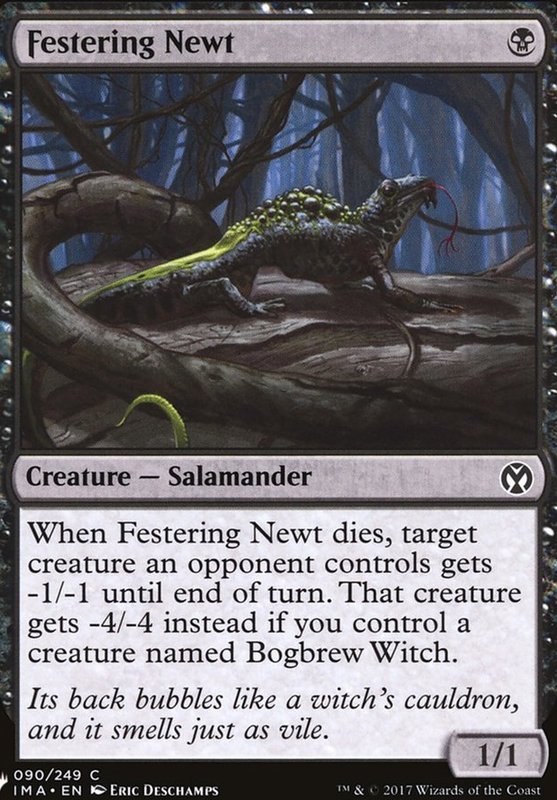 Festering Newt
Creature — Salamander
When Festering Newt dies, target
creature an opponent controls gets
-1/-1 until end of turn. That creature
gets -4/-4 instead if you control a
creature named Bogbrew Witch.
Its back bubbles like a witch's cauldron,
and it smells just as vile.
1/1
090/249 C
IMA • EN Eric Deschamps
™ & © 2017 Wizards of the Coast